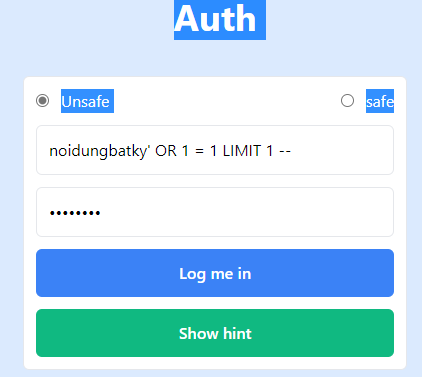 Auth
Unsafe safe
noidungbatky' OR 1 = 1 LIMIT 1 --
••••••••
Log me in
Show hint